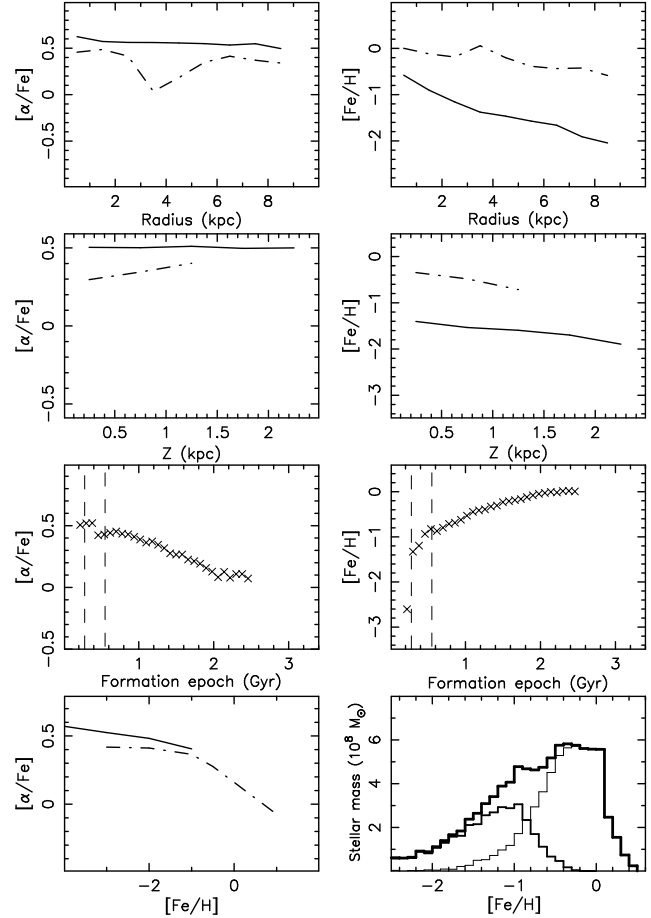 0.5
0
−0.5
[α/Fe]
2 4 6 8
Radius (kpc)
0
−1
−2
[Fe/H]
2 4 6 8
Radius (kpc)
0.5
0
−0.5
[α/Fe]
0.5 1 1.5 2
Z (kpc)
0
−1
−2
−3
[Fe/H]
0.5 1 1.5 2
Z (kpc)
0.5
0
−0.5
[α/Fe]
1 2 3
Formation epoch (Gyr)
0
−1
−2
−3
[Fe/H]
1 2 3
Formation epoch (Gyr)
0.5
0
[α/Fe]
−2 0
[Fe/H]
6
4
2
Stellar mass (10⁸ M⊙)
−2 −1 0
[Fe/H]